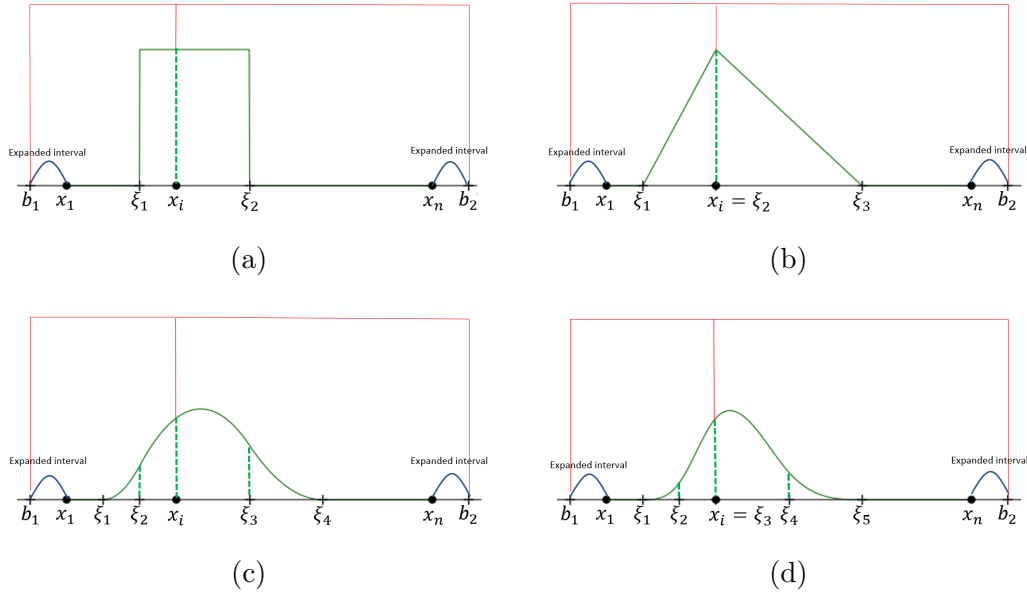 Expanded interval
Expanded interval
b₁ x₁ ξ₁ xᵢ ξ₂ xₙ b₂
(a)
Expanded interval
Expanded interval
b₁ x₁ ξ₁ xᵢ = ξ₂ ξ₃ xₙ b₂
(b)
Expanded interval
Expanded interval
b₁ x₁ ξ₁ ξ₂ xᵢ ξ₃ ξ₄ xₙ b₂
(c)
Expanded interval
Expanded interval
b₁ x₁ ξ₁ ξ₂ xᵢ = ξ₃ ξ₄ ξ₅ xₙ b₂
(d)